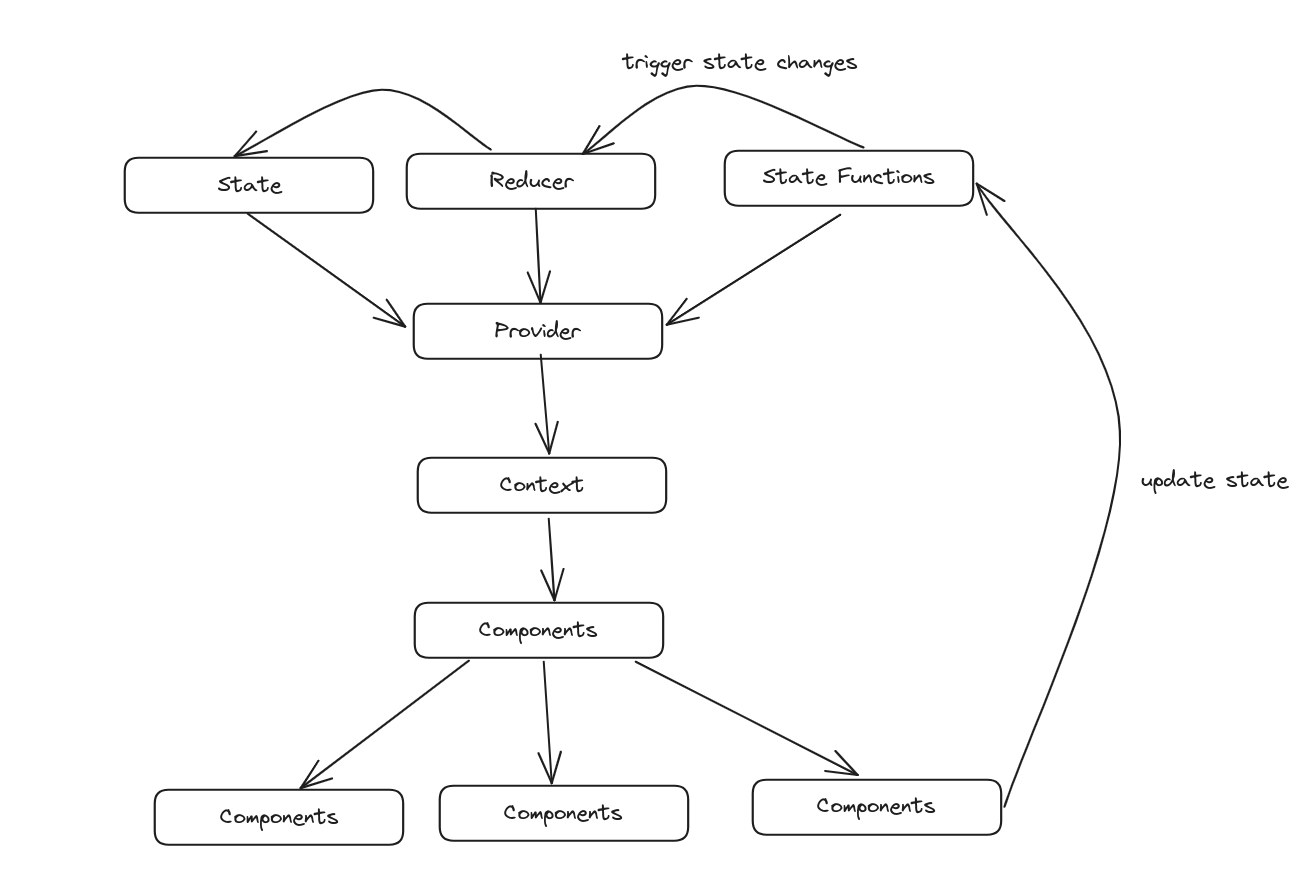 trigger state changes
State
Reducer
State Functions
Provider
Context
update state
Components
Components
Components
Components